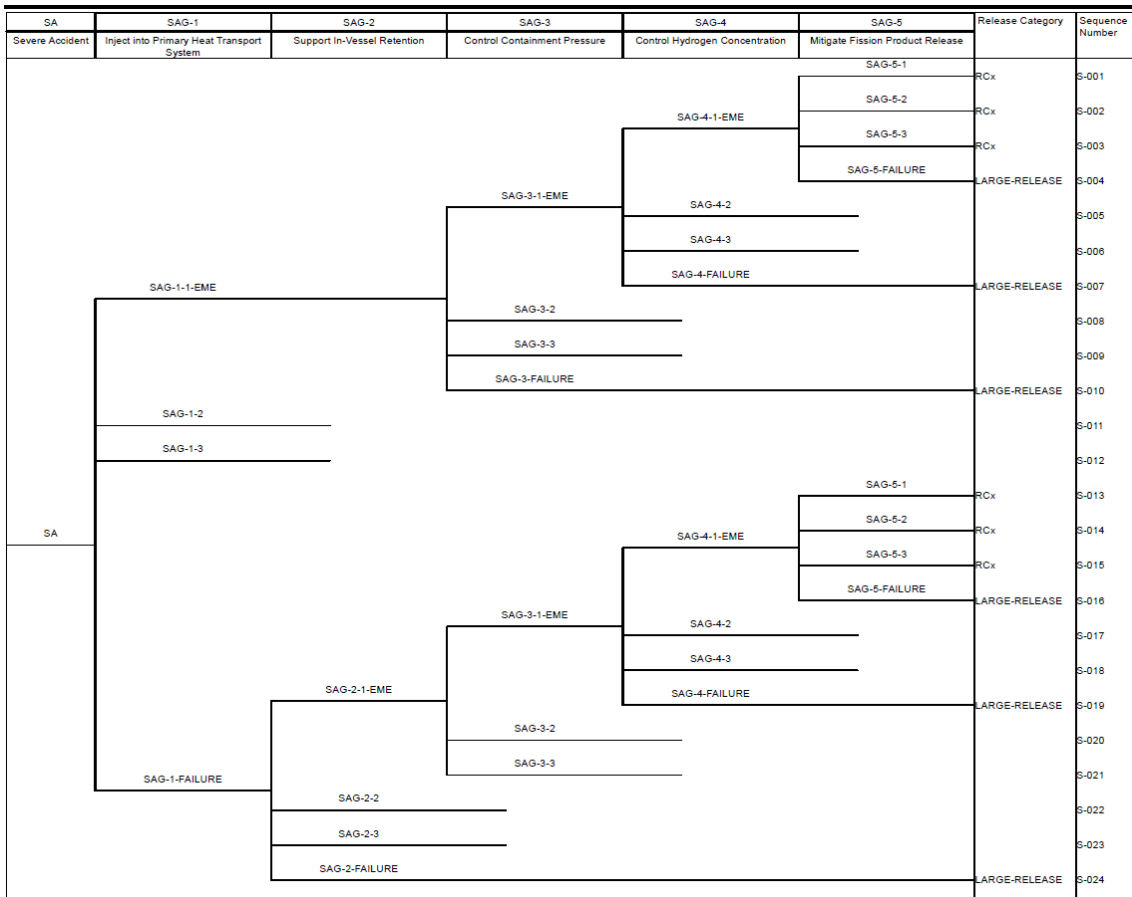 SA SAG-1 SAG-2 SAG-3 SAG-4 SAG-5 Release Category Sequence
Number
Severe Accident Inject into Primary Heat Transport Support In-Vessel Retention Control Containment Pressure Control Hydrogen Concentration Mitigate Fission Product Release
System
SAG-5-1
RCx S-001
SAG-5-2
RCx S-002
SAG-4-1-EME
SAG-5-3
RCx S-003
SAG-5-FAILURE
LARGE-RELEASE S-004
SAG-3-1-EME
SAG-4-2
S-005
SAG-4-3
S-006
SAG-4-FAILURE
LARGE-RELEASE S-007
SAG-1-1-EME
SAG-3-2
S-008
SAG-3-3
S-009
SAG-3-FAILURE
LARGE-RELEASE S-010
SAG-1-2
S-011
SAG-1-3
S-012
SAG-5-1
RCx S-013
SAG-5-2
RCx S-014
SA
SAG-4-1-EME
SAG-5-3
RCx S-015
SAG-5-FAILURE
LARGE-RELEASE S-016
SAG-3-1-EME
SAG-4-2
S-017
SAG-4-3
S-018
SAG-2-1-EME
SAG-4-FAILURE
LARGE-RELEASE S-019
SAG-3-2
S-020
SAG-3-3
S-021
SAG-1-FAILURE
SAG-2-2
S-022
SAG-2-3
S-023
SAG-2-FAILURE
LARGE-RELEASE S-024